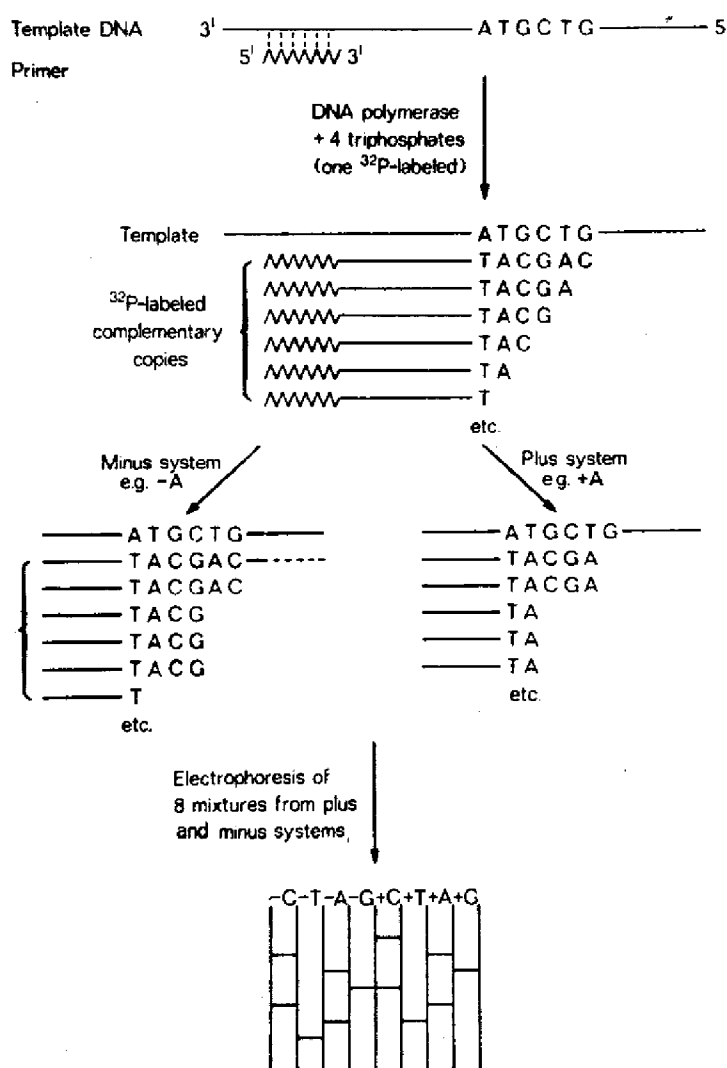 Template DNA 3' ATGCTG 5
Primer 5' 3'
DNA polymerase
+ 4 triphosphates
(one ³²P-labeled)
Template ATGCTG
TACGAC
³²P-labeled
complementary
copies
TACGA
TACG
TAC
TA
T
etc.
Minus system
e.g. -A
Plus system
e.g. +A
ATGCTG
TACGAC
TACGAC
TACG
TACG
TACG
T
etc.
ATGCTG
TACGA
TACGA
TA
TA
TA
etc.
Electrophoresis of
8 mixtures from plus
and minus systems
-C-T-A-G+C+T+A+G